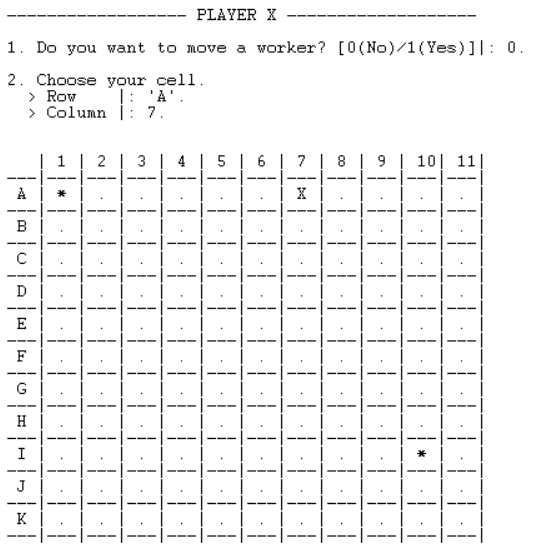 ------------------ PLAYER X -------------------
1. Do you want to move a worker? [0(No)/1(Yes)]|: 0.
2. Choose your cell.
  > Row    |: 'A'.
  > Column |: 7.
   | 1 | 2 | 3 | 4 | 5 | 6 | 7 | 8 | 9 | 10| 11|
---|---|---|---|---|---|---|---|---|---|---|---|
 A | * | . | . | . | . | . | X | . | . | . | . |
---|---|---|---|---|---|---|---|---|---|---|---|
 B | . | . | . | . | . | . | . | . | . | . | . |
---|---|---|---|---|---|---|---|---|---|---|---|
 C | . | . | . | . | . | . | . | . | . | . | . |
---|---|---|---|---|---|---|---|---|---|---|---|
 D | . | . | . | . | . | . | . | . | . | . | . |
---|---|---|---|---|---|---|---|---|---|---|---|
 E | . | . | . | . | . | . | . | . | . | . | . |
---|---|---|---|---|---|---|---|---|---|---|---|
 F | . | . | . | . | . | . | . | . | . | . | . |
---|---|---|---|---|---|---|---|---|---|---|---|
 G | . | . | . | . | . | . | . | . | . | . | . |
---|---|---|---|---|---|---|---|---|---|---|---|
 H | . | . | . | . | . | . | . | . | . | . | . |
---|---|---|---|---|---|---|---|---|---|---|---|
 I | . | . | . | . | . | . | . | . | . | * | . |
---|---|---|---|---|---|---|---|---|---|---|---|
 J | . | . | . | . | . | . | . | . | . | . | . |
---|---|---|---|---|---|---|---|---|---|---|---|
 K | . | . | . | . | . | . | . | . | . | . | . |
---|---|---|---|---|---|---|---|---|---|---|---|